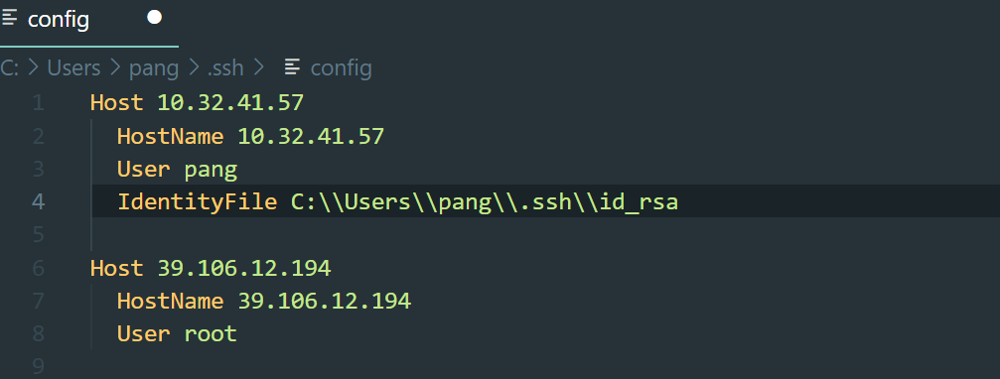 config
C: > Users > pang > .ssh > config
1 Host 10.32.41.57
2 HostName 10.32.41.57
3 User pang
4 IdentityFile C:\\Users\\pang\\.ssh\\id_rsa
5
6 Host 39.106.12.194
7 HostName 39.106.12.194
8 User root
9